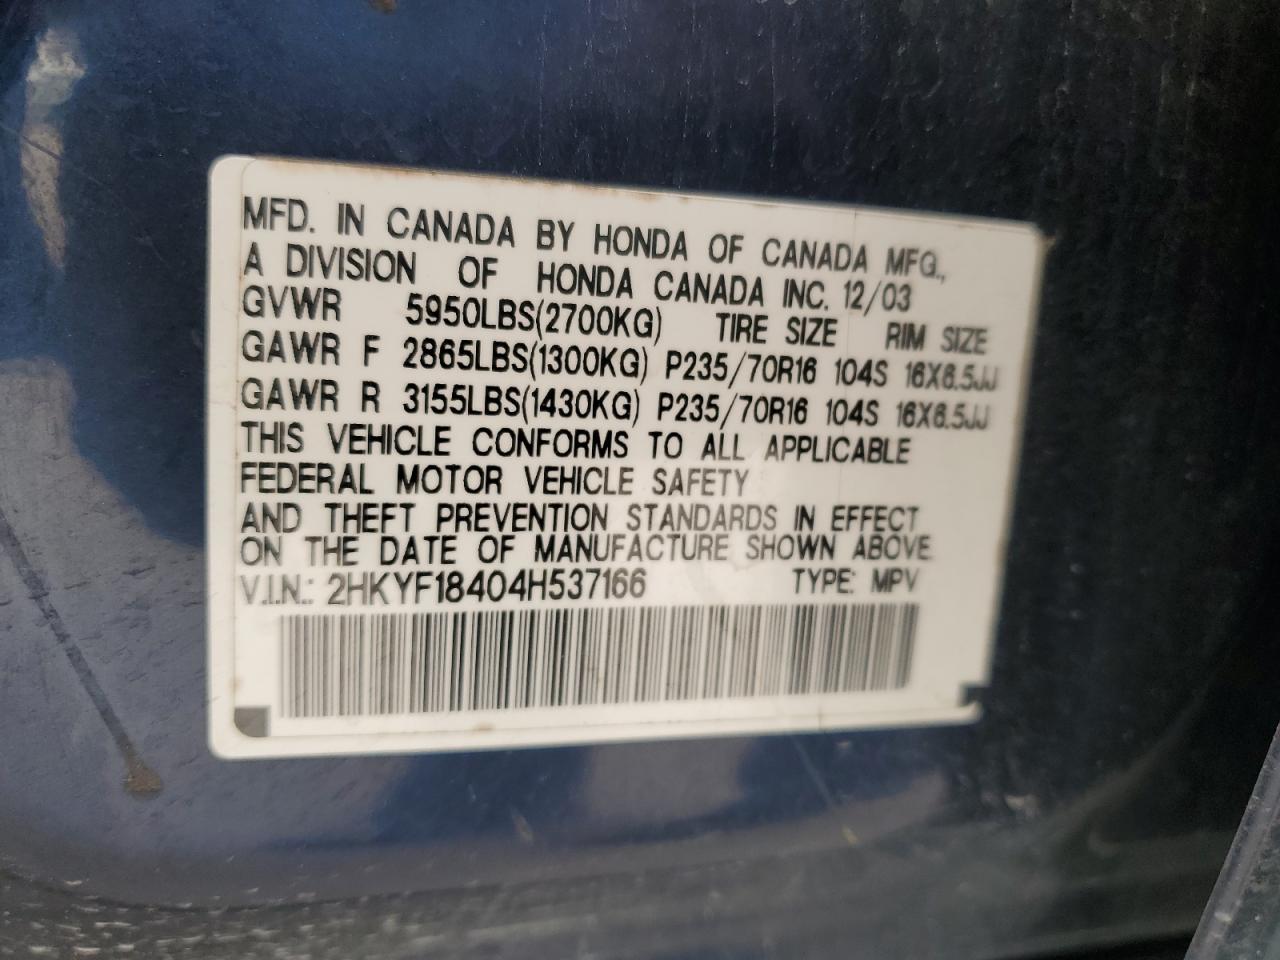 MFD. IN CANADA BY HONDA OF CANADA MFG.,
A DIVISION OF HONDA CANADA INC. 12/03
GVWR 5950LBS(2700KG) TIRE SIZE RIM SIZE
GAWR F 2865LBS(1300KG) P235/70R16 104S 16X6.5JJ
GAWR R 3155LBS(1430KG) P235/70R16 104S 16X6.5JJ
THIS VEHICLE CONFORMS TO ALL APPLICABLE
FEDERAL MOTOR VEHICLE SAFETY
AND THEFT PREVENTION STANDARDS IN EFFECT
ON THE DATE OF MANUFACTURE SHOWN ABOVE.
V.I.N.: 2HKYF18404H537166 TYPE: MPV